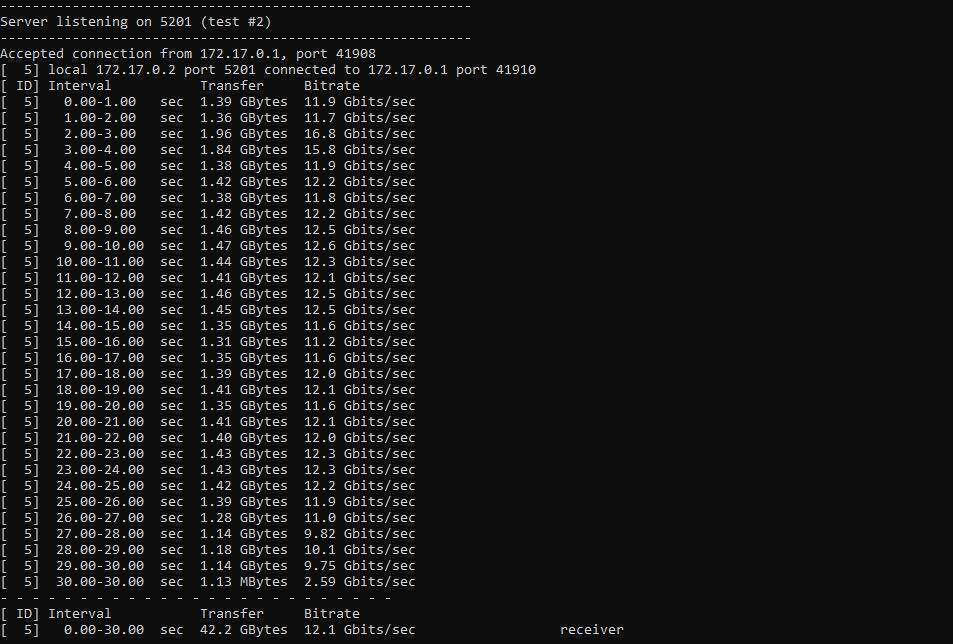 -----------------------------------------------------------
Server listening on 5201 (test #2)
-----------------------------------------------------------
Accepted connection from 172.17.0.1, port 41908
[  5] local 172.17.0.2 port 5201 connected to 172.17.0.1 port 41910
[ ID] Interval           Transfer     Bitrate
[  5]   0.00-1.00   sec  1.39 GBytes  11.9 Gbits/sec
[  5]   1.00-2.00   sec  1.36 GBytes  11.7 Gbits/sec
[  5]   2.00-3.00   sec  1.96 GBytes  16.8 Gbits/sec
[  5]   3.00-4.00   sec  1.84 GBytes  15.8 Gbits/sec
[  5]   4.00-5.00   sec  1.38 GBytes  11.9 Gbits/sec
[  5]   5.00-6.00   sec  1.42 GBytes  12.2 Gbits/sec
[  5]   6.00-7.00   sec  1.38 GBytes  11.8 Gbits/sec
[  5]   7.00-8.00   sec  1.42 GBytes  12.2 Gbits/sec
[  5]   8.00-9.00   sec  1.46 GBytes  12.5 Gbits/sec
[  5]   9.00-10.00  sec  1.47 GBytes  12.6 Gbits/sec
[  5]  10.00-11.00  sec  1.44 GBytes  12.3 Gbits/sec
[  5]  11.00-12.00  sec  1.41 GBytes  12.1 Gbits/sec
[  5]  12.00-13.00  sec  1.46 GBytes  12.5 Gbits/sec
[  5]  13.00-14.00  sec  1.45 GBytes  12.5 Gbits/sec
[  5]  14.00-15.00  sec  1.35 GBytes  11.6 Gbits/sec
[  5]  15.00-16.00  sec  1.31 GBytes  11.2 Gbits/sec
[  5]  16.00-17.00  sec  1.35 GBytes  11.6 Gbits/sec
[  5]  17.00-18.00  sec  1.39 GBytes  12.0 Gbits/sec
[  5]  18.00-19.00  sec  1.41 GBytes  12.1 Gbits/sec
[  5]  19.00-20.00  sec  1.35 GBytes  11.6 Gbits/sec
[  5]  20.00-21.00  sec  1.41 GBytes  12.1 Gbits/sec
[  5]  21.00-22.00  sec  1.40 GBytes  12.0 Gbits/sec
[  5]  22.00-23.00  sec  1.43 GBytes  12.3 Gbits/sec
[  5]  23.00-24.00  sec  1.43 GBytes  12.3 Gbits/sec
[  5]  24.00-25.00  sec  1.42 GBytes  12.2 Gbits/sec
[  5]  25.00-26.00  sec  1.39 GBytes  11.9 Gbits/sec
[  5]  26.00-27.00  sec  1.28 GBytes  11.0 Gbits/sec
[  5]  27.00-28.00  sec  1.14 GBytes  9.82 Gbits/sec
[  5]  28.00-29.00  sec  1.18 GBytes  10.1 Gbits/sec
[  5]  29.00-30.00  sec  1.14 GBytes  9.75 Gbits/sec
[  5]  30.00-30.00  sec  1.13 MBytes  2.59 Gbits/sec
- - - - - - - - - - - - - - - - - - - - - - - - -
[ ID] Interval           Transfer     Bitrate
[  5]   0.00-30.00  sec  42.2 GBytes  12.1 Gbits/sec                  receiver